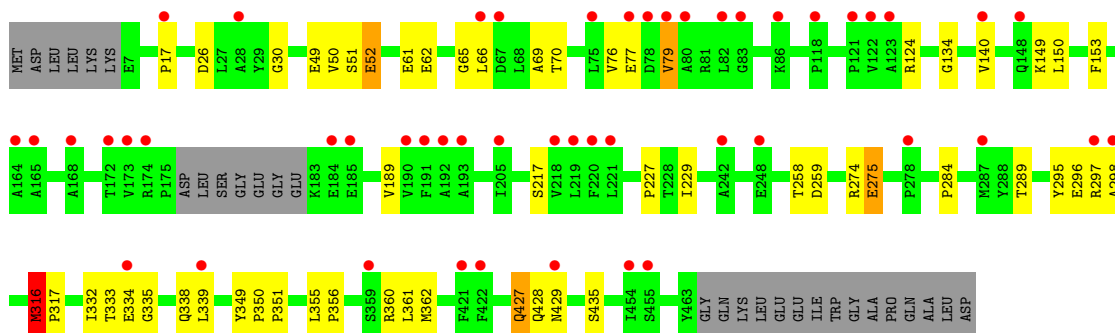 MET ASP LEU LEU LYS LYS E7 P17 D26 L27 A28 Y29 G30 E49 V50 S51 E52 E61 E62 G65 L66 D67 L68 A69 T70 L75 V76 E77 D78 V79 A80 R81 L82 G83 K86 P118 P121 V122 A123 R124 G134 V140 Q148 K149 L150 F153
A164 A165 A168 T172 V173 R174 P175 ASP LEU SER GLY GLU GLY GLU K183 E184 E185 V189 V190 F191 A192 A193 I205 S217 V218 L219 F220 L221 P227 T228 I229 A242 E248 T258 D259 R274 E275 P278 P284 M287 Y288 T289 Y295 E296 R297 A298
M316 P317 I332 T333 E334 G335 Q338 L339 Y349 P350 P351 L355 P356 S359 R360 L361 M362 F421 F422 Q427 Q428 N429 S435 I454 S455 Y463 GLY GLN LYS LEU GLU GLU ILE TRP GLY ALA PRO GLN ALA LEU ASP